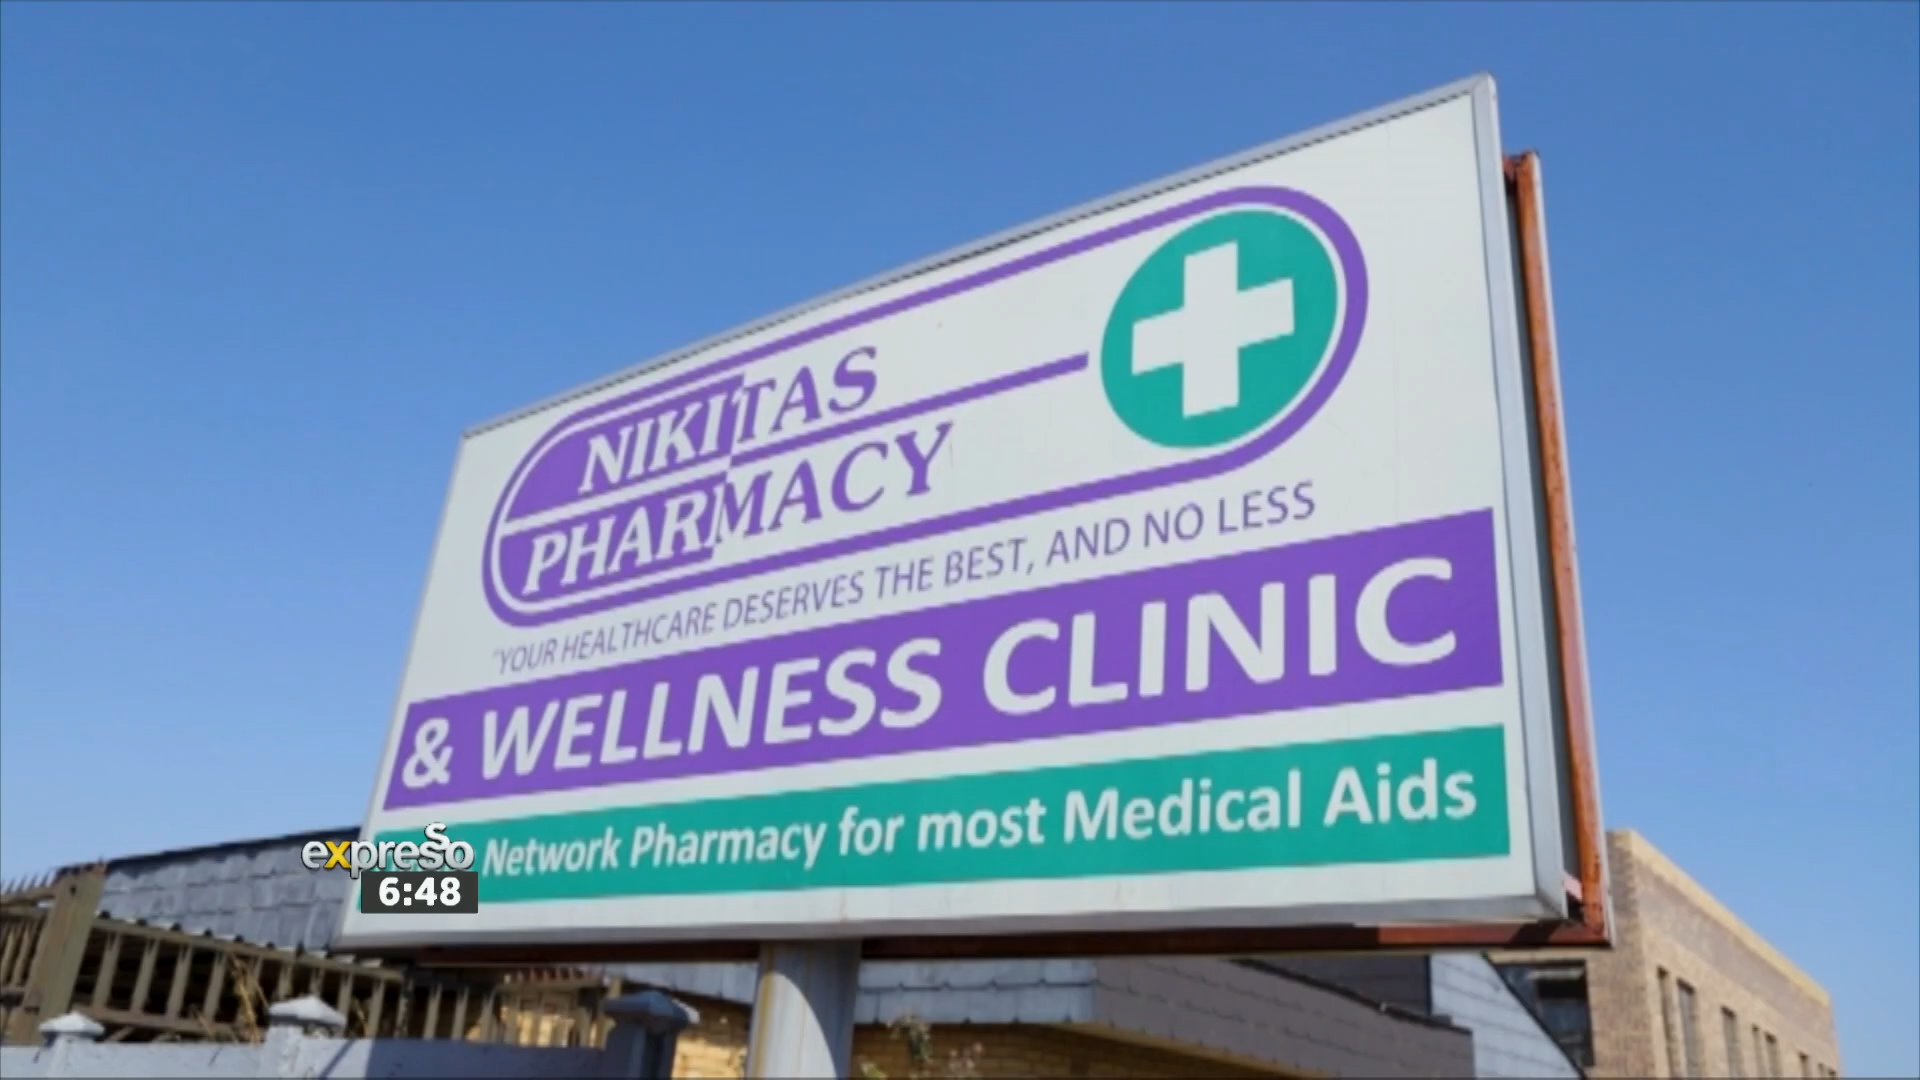 NIKITAS
PHARMACY
"YOUR HEALTHCARE DESERVES THE BEST, AND NO LESS
& WELLNESS CLINIC
Network Pharmacy for most Medical Aids
expresso
6:48